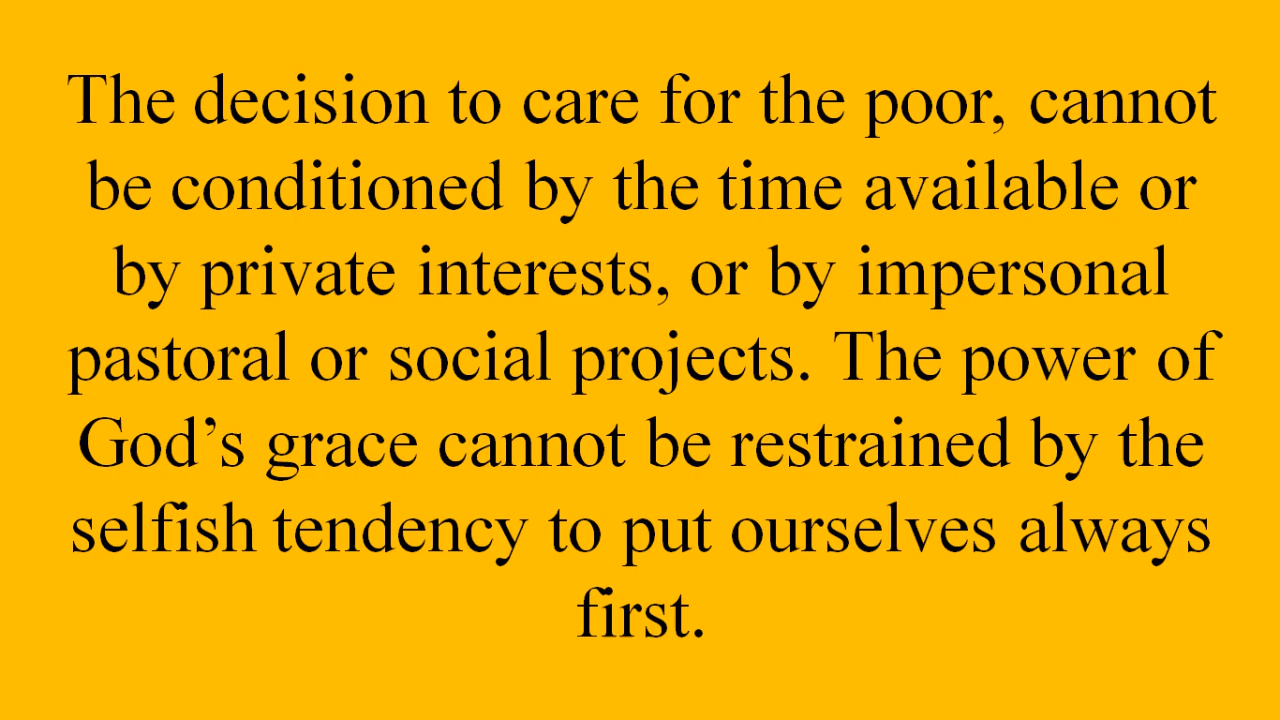 The decision to care for the poor, cannot
be conditioned by the time available or
by private interests, or by impersonal
pastoral or social projects. The power of
God’s grace cannot be restrained by the
selfish tendency to put ourselves always
first.